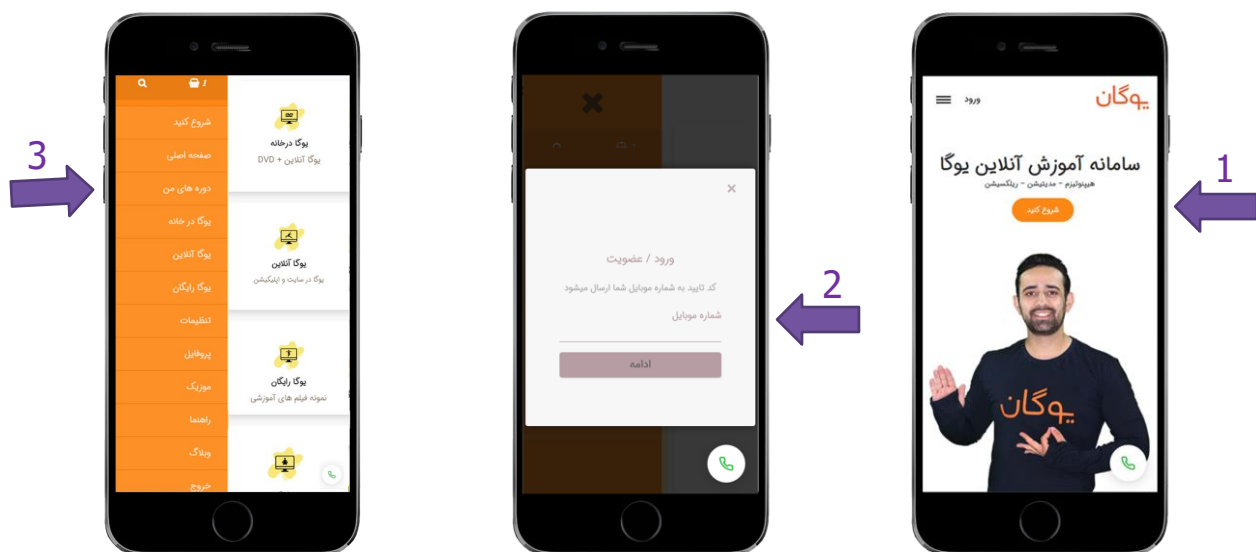 1
یوگان
ورود
سامانه آموزش آنلاین یوگا
هیپنوتیزم - مدیتیشن - ریلکسیشن
شروع کنید
یوگان
2
ورود / عضویت
کد تایید به شماره موبایل شما ارسال میشود
شماره موبایل
ادامه
3
یوگا درخانه
یوگا آنلاین + DVD
یوگا آنلاین
یوگا در سایت و اپلیکیشن
یوگا رایگان
نمونه فیلم های آموزشی
شروع کنید
صفحه اصلی
دوره های من
یوگا در خانه
یوگا آنلاین
یوگا رایگان
تنظیمات
پروفایل
موزیک
راهنما
وبلاگ
خروج